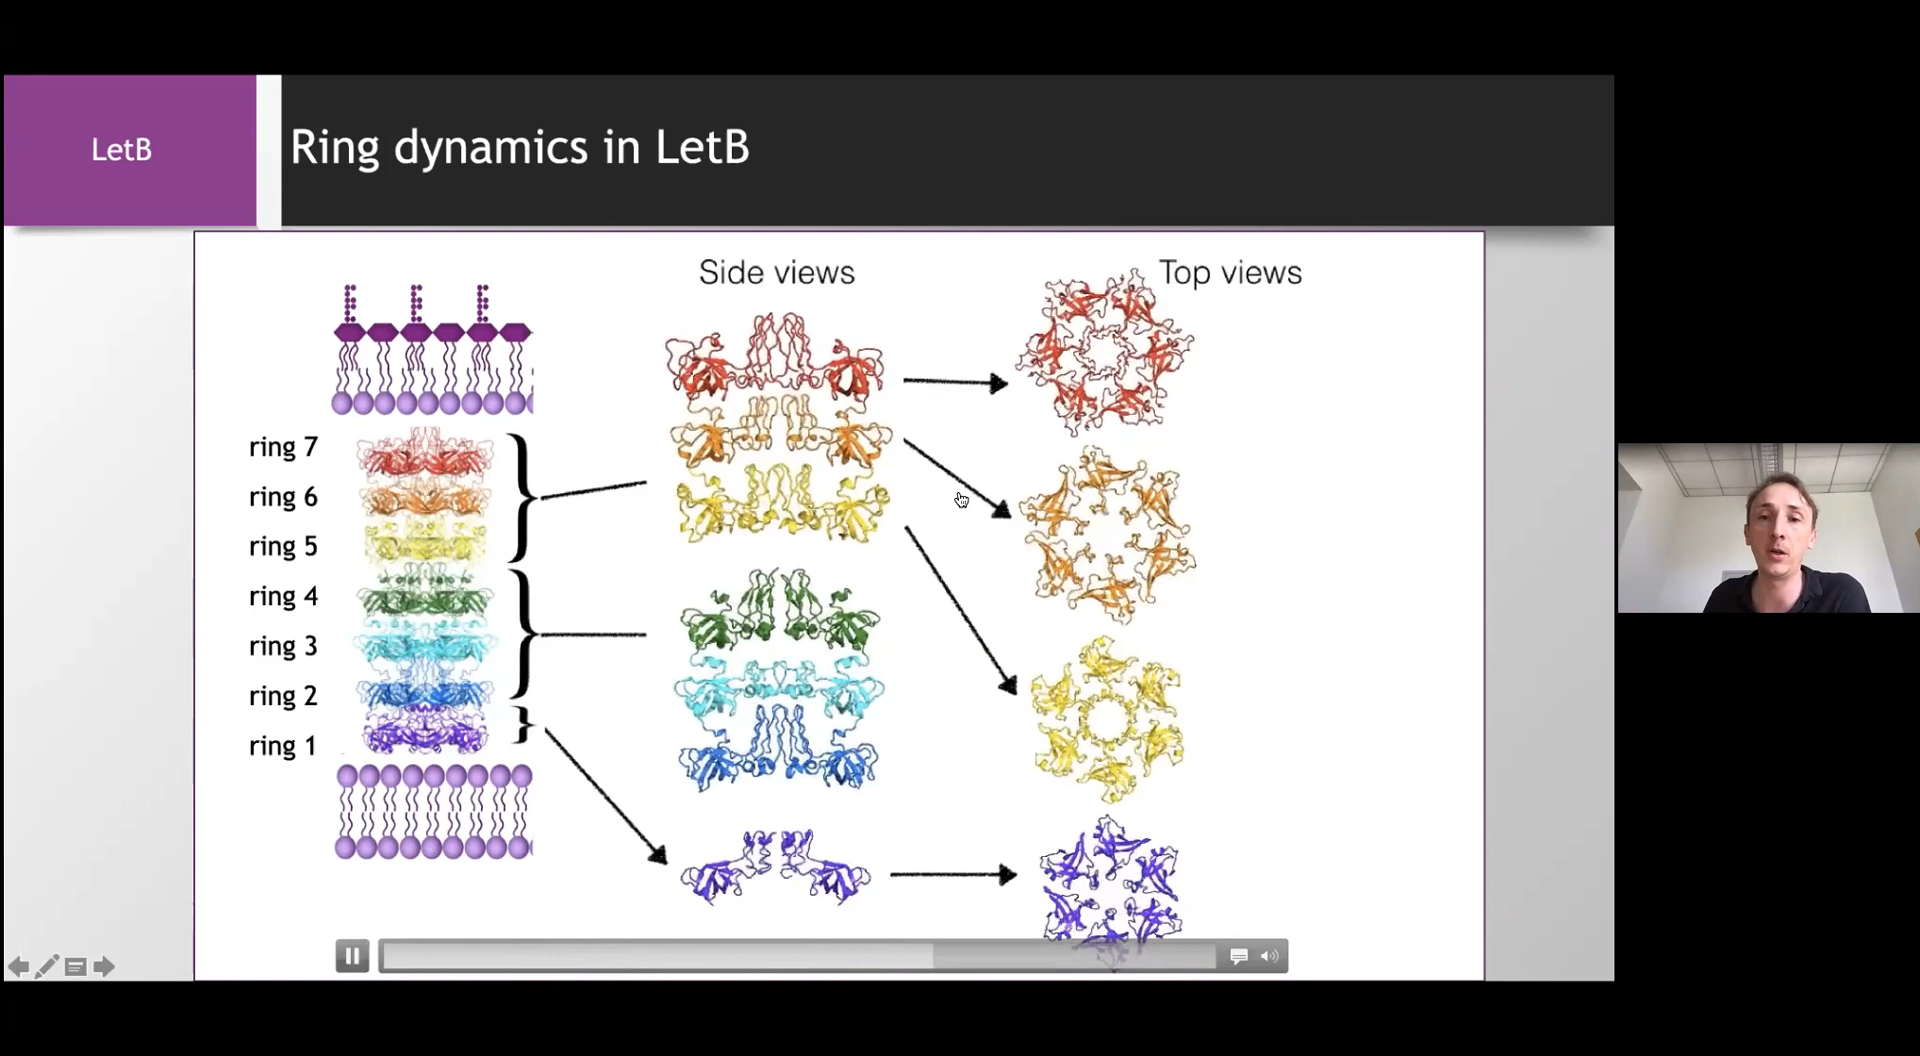 LetB
Ring dynamics in LetB
Side views
Top views
ring 7
ring 6
ring 5
ring 4
ring 3
ring 2
ring 1